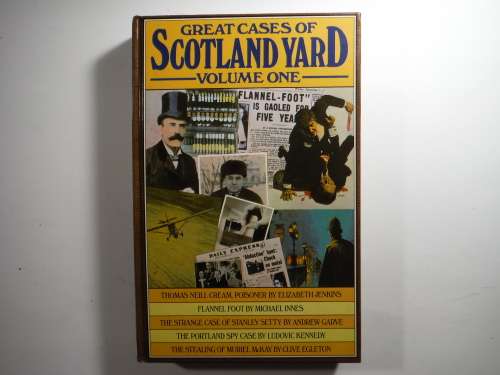 GREAT CASES OF
SCOTLAND YARD
VOLUME ONE
FLANNEL-FOOT"
IS GAOLED FOR
FIVE YEA
DAILY EXPRESS
THOMAS NEILL CREAM, POISONER BY ELIZABETH JENKINS
FLANNEL FOOT BY MICHAEL INNES
THE STRANGE CASE OF STANLEY SETTY BY ANDREW GARVE
THE PORTLAND SPY CASE BY LUDOVIC KENNEDY
THE STEALING OF MURIEL McKAY BY CLIVE EGLETON